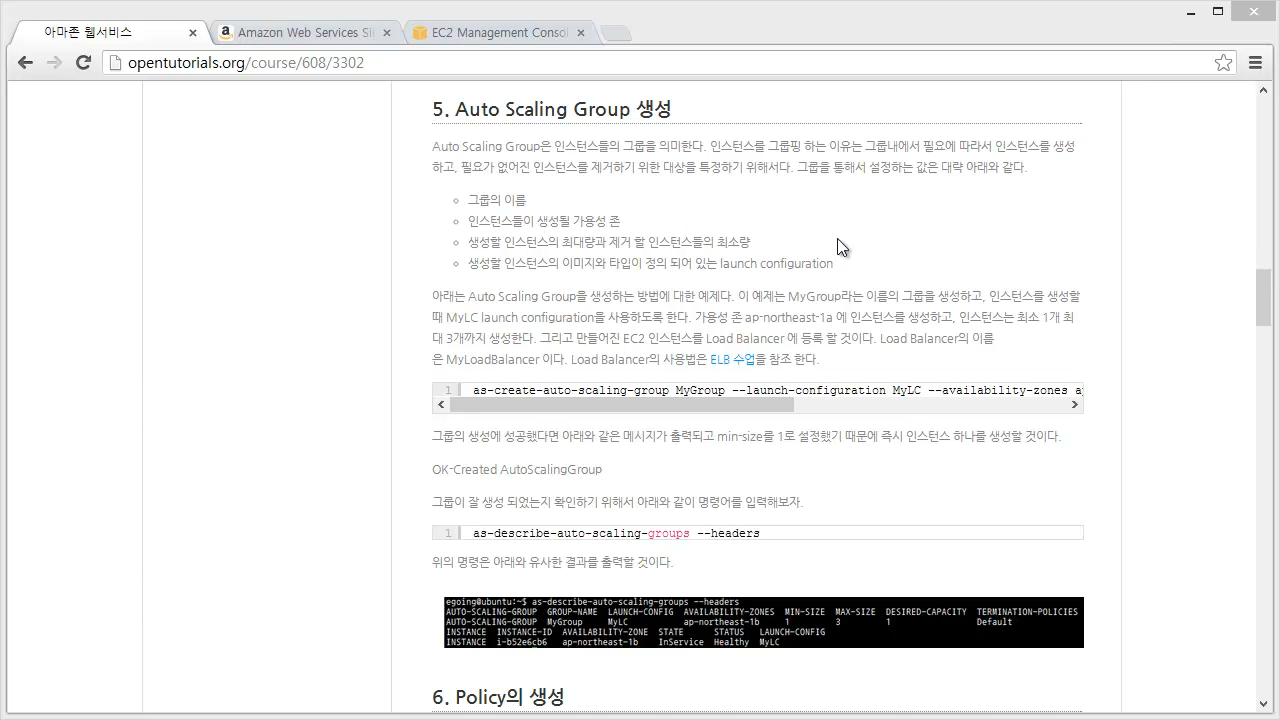 아마존 웹서비스
Amazon Web Services Sli
EC2 Management Consol
opentutorials.org/course/608/3302
5. Auto Scaling Group 생성
Auto Scaling Group은 인스턴스들의 그룹을 의미한다. 인스턴스를 그룹핑 하는 이유는 그룹내에서 필요에 따라서 인스턴스를 생성
하고, 필요가 없어진 인스턴스를 제거하기 위한 대상을 특정하기 위해서다. 그룹을 통해서 설정하는 값은 대략 아래와 같다.
그룹의 이름
인스턴스들이 생성될 가용성 존
생성할 인스턴스의 최대량과 제거 할 인스턴스들의 최소량
생성할 인스턴스의 이미지와 타입이 정의 되어 있는 launch configuration
아래는 Auto Scaling Group을 생성하는 방법에 대한 예제다. 이 예제는 MyGroup라는 이름의 그룹을 생성하고, 인스턴스를 생성할
때 MyLC launch configuration을 사용하도록 한다. 가용성 존 ap-northeast-1a 에 인스턴스를 생성하고, 인스턴스는 최소 1개 최
대 3개까지 생성한다. 그리고 만들어진 EC2 인스턴스를 Load Balancer 에 등록 할 것이다. Load Balancer의 이름
은 MyLoadBalancer 이다. Load Balancer의 사용법은 ELB 수업을 참조 한다.
1 as-create-auto-scaling-group MyGroup --launch-configuration MyLC --availability-zones a
그룹의 생성에 성공했다면 아래와 같은 메시지가 출력되고 min-size를 1로 설정했기 때문에 즉시 인스턴스 하나를 생성할 것이다.
OK-Created AutoScalingGroup
그룹이 잘 생성 되었는지 확인하기 위해서 아래와 같이 명령어를 입력해보자.
1 as-describe-auto-scaling-groups --headers
위의 명령은 아래와 유사한 결과를 출력할 것이다.
egoing@ubuntu:~$ as-describe-auto-scaling-groups --headers
AUTO-SCALING-GROUP GROUP-NAME LAUNCH-CONFIG AVAILABILITY-ZONES MIN-SIZE MAX-SIZE DESIRED-CAPACITY TERMINATION-POLICIES
AUTO-SCALING-GROUP MyGroup MyLC ap-northeast-1b 1 3 1 Default
INSTANCE INSTANCE-ID AVAILABILITY-ZONE STATE STATUS LAUNCH-CONFIG
INSTANCE i-b52e6cb6 ap-northeast-1b InService Healthy MyLC
6. Policy의 생성